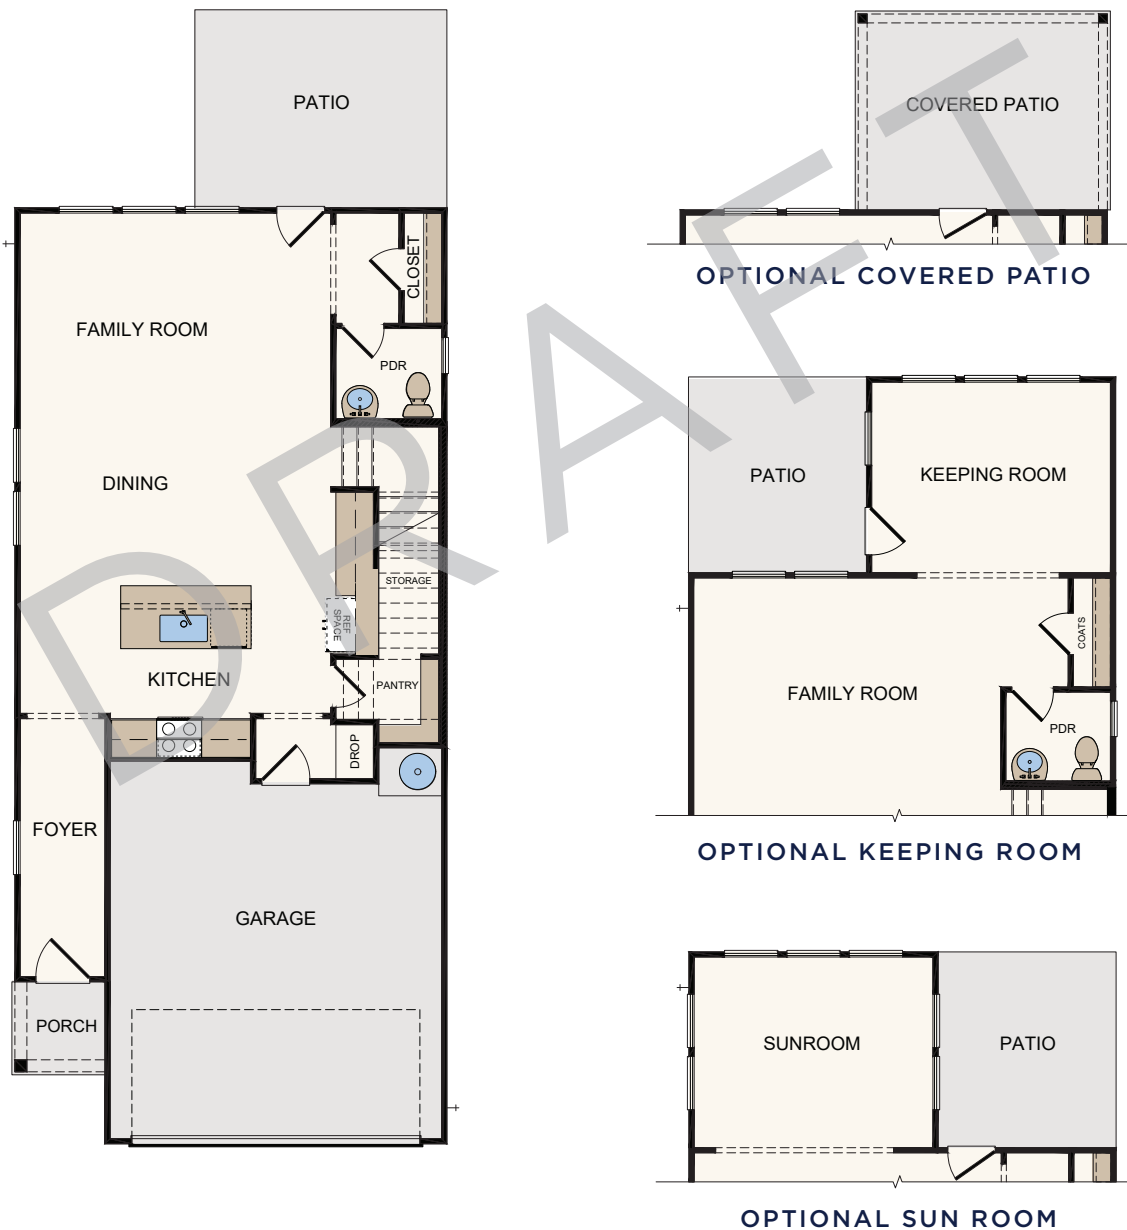 PATIO
CLOSET
FAMILY ROOM
PDR
DINING
STORAGE
REF
SPACE
KITCHEN
PANTRY
DROP
FOYER
GARAGE
PORCH
COVERED PATIO
OPTIONAL COVERED PATIO
PATIO
KEEPING ROOM
COATS
FAMILY ROOM
PDR
OPTIONAL KEEPING ROOM
SUNROOM
PATIO
OPTIONAL SUN ROOM
DRAFT